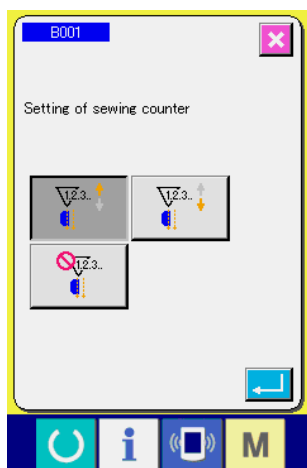 B001
Setting of sewing counter
1,2,3..
1,2,3..
1,2,3..
i
M